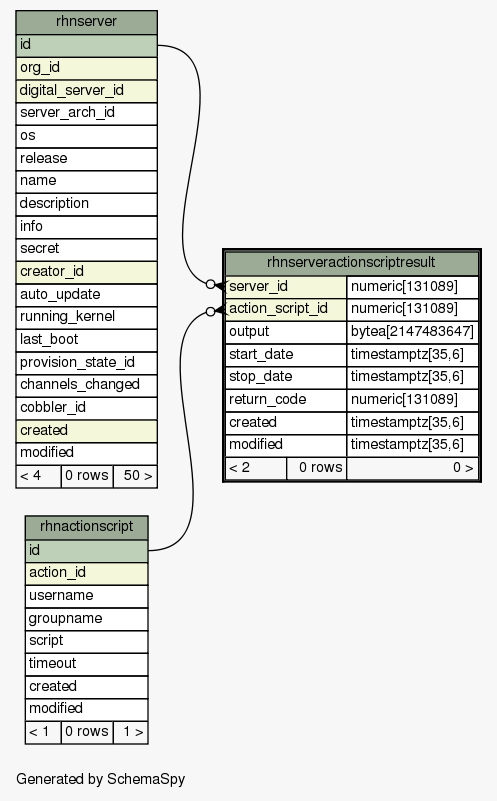 rhnserver
id
org_id
digital_server_id
server_arch_id
os
release
name
description
info
secret
creator_id
auto_update
running_kernel
last_boot
provision_state_id
channels_changed
cobbler_id
created
modified
< 4 0 rows 50 >
rhnserveractionscriptresult
server_id numeric[131089]
action_script_id numeric[131089]
output bytea[2147483647]
start_date timestamptz[35,6]
stop_date timestamptz[35,6]
return_code numeric[131089]
created timestamptz[35,6]
modified timestamptz[35,6]
< 2 0 rows 0 >
rhnactionscript
id
action_id
username
groupname
script
timeout
created
modified
< 1 0 rows 1 >
Generated by SchemaSpy